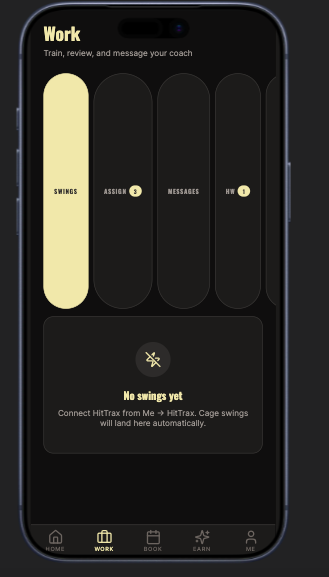 Work
Train, review, and message your coach
SWINGS
ASSIGN 3
MESSAGES
HW 1
No swings yet
Connect HitTrax from Me → HitTrax. Cage swings
will land here automatically.
HOME
WORK
BOOK
EARN
ME